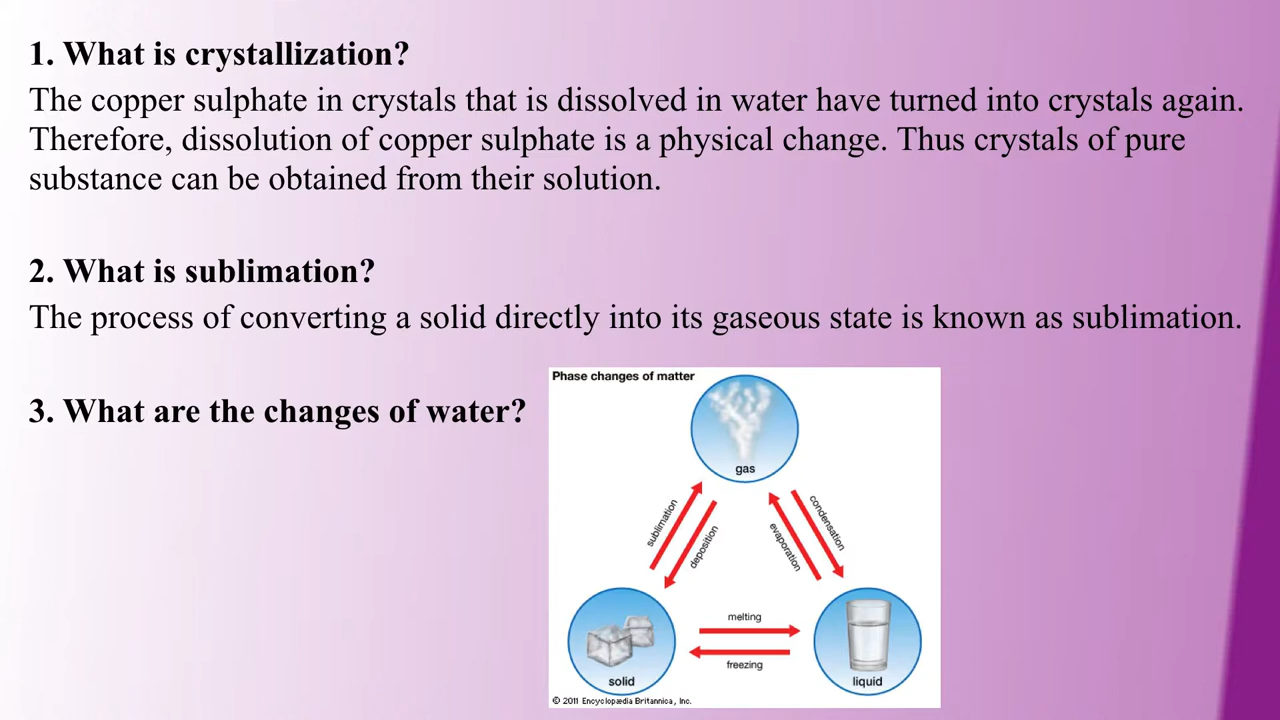 1. What is crystallization?
The copper sulphate in crystals that is dissolved in water have turned into crystals again.
Therefore, dissolution of copper sulphate is a physical change. Thus crystals of pure
substance can be obtained from their solution.
2. What is sublimation?
The process of converting a solid directly into its gaseous state is known as sublimation.
3. What are the changes of water?
Phase changes of matter
gas
sublimation
deposition
evaporation
condensation
melting
freezing
solid
liquid
© 2011 Encyclopædia Britannica, Inc.